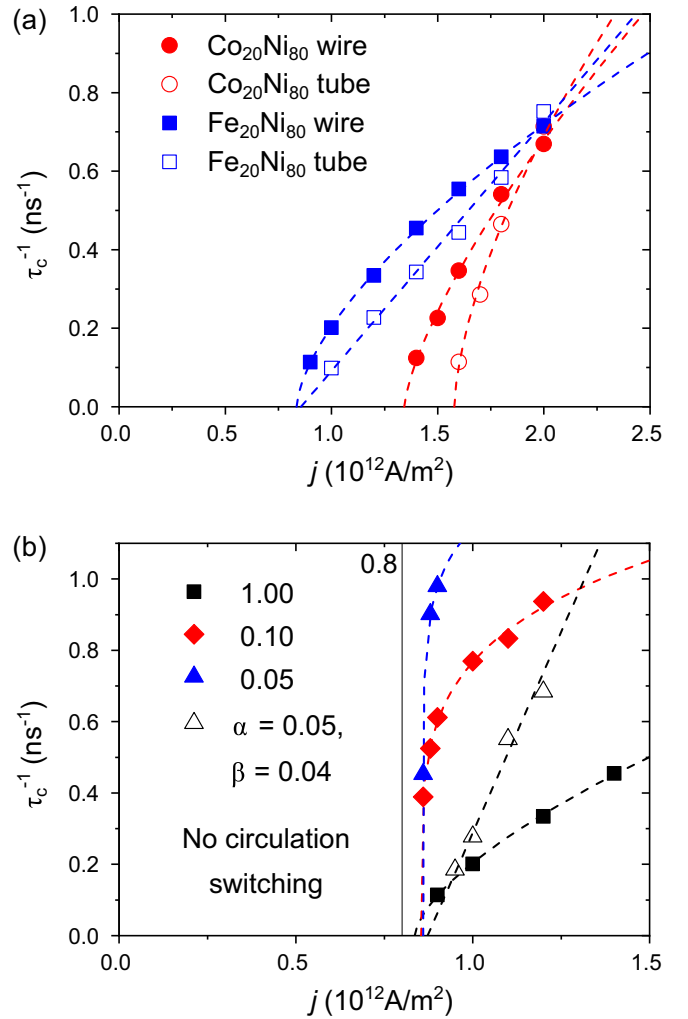 (a)
1.0
0.8
0.6
0.4
0.2
0.0
τc⁻¹ (ns⁻¹)
Co₂₀Ni₈₀ wire
Co₂₀Ni₈₀ tube
Fe₂₀Ni₈₀ wire
Fe₂₀Ni₈₀ tube
0.0 0.5 1.0 1.5 2.0 2.5
j (10¹²A/m²)
(b)
1.0
0.8
0.6
0.4
0.2
0.0
τc⁻¹ (ns⁻¹)
0.8
1.00
0.10
0.05
α = 0.05,
β = 0.04
No circulation
switching
0.0 0.5 1.0 1.5
j (10¹²A/m²)